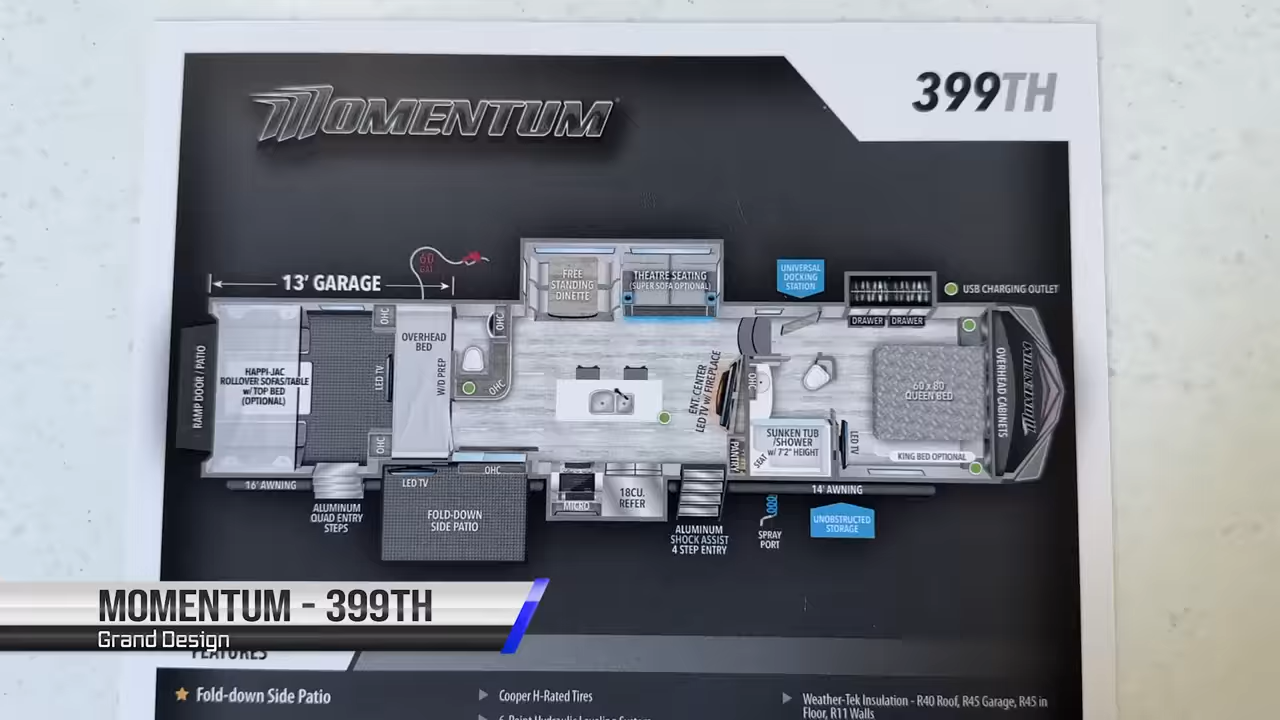 MOMENTUM
399TH
13' GARAGE
60
FREE
STANDING
DINETTE
THEATRE SEATING
(SUPER SOFA OPTIONAL)
UNIVERSAL
DOCKING
STATION
USB CHARGING OUTLET
DRAWER
DRAWER
RAMP DOOR / PATIO
HAPPI-JAC
ROLLOVER SOFAS/TABLE
w/ TOP BED
(OPTIONAL)
OHC
OHC
LED TV
OVERHEAD
BED
W/D PREP
OHC
OHC
ENT. CENTER
LED TV w/ FIREPLACE
OHC
PANTRY
SUNKEN TUB
/SHOWER
w/ 7'2" HEIGHT
SEAT
LED TV
60 x 80
QUEEN BED
KING BED OPTIONAL
OVERHEAD CABINETS
MOMENTUM
16' AWNING
ALUMINUM
QUAD ENTRY
STEPS
LED TV
OHC
FOLD-DOWN
SIDE PATIO
MICRO
18CU.
REFER
ALUMINUM
SHOCK ASSIST
4 STEP ENTRY
SPRAY
PORT
14' AWNING
UNOBSTRUCTED
STORAGE
MOMENTUM - 399TH
Grand Design
FEATURES
Fold-down Side Patio
Cooper H-Rated Tires
6-Point Hydraulic Leveling System
Weather-Tek Insulation - R40 Roof, R45 Garage, R45 in
Floor, R11 Walls